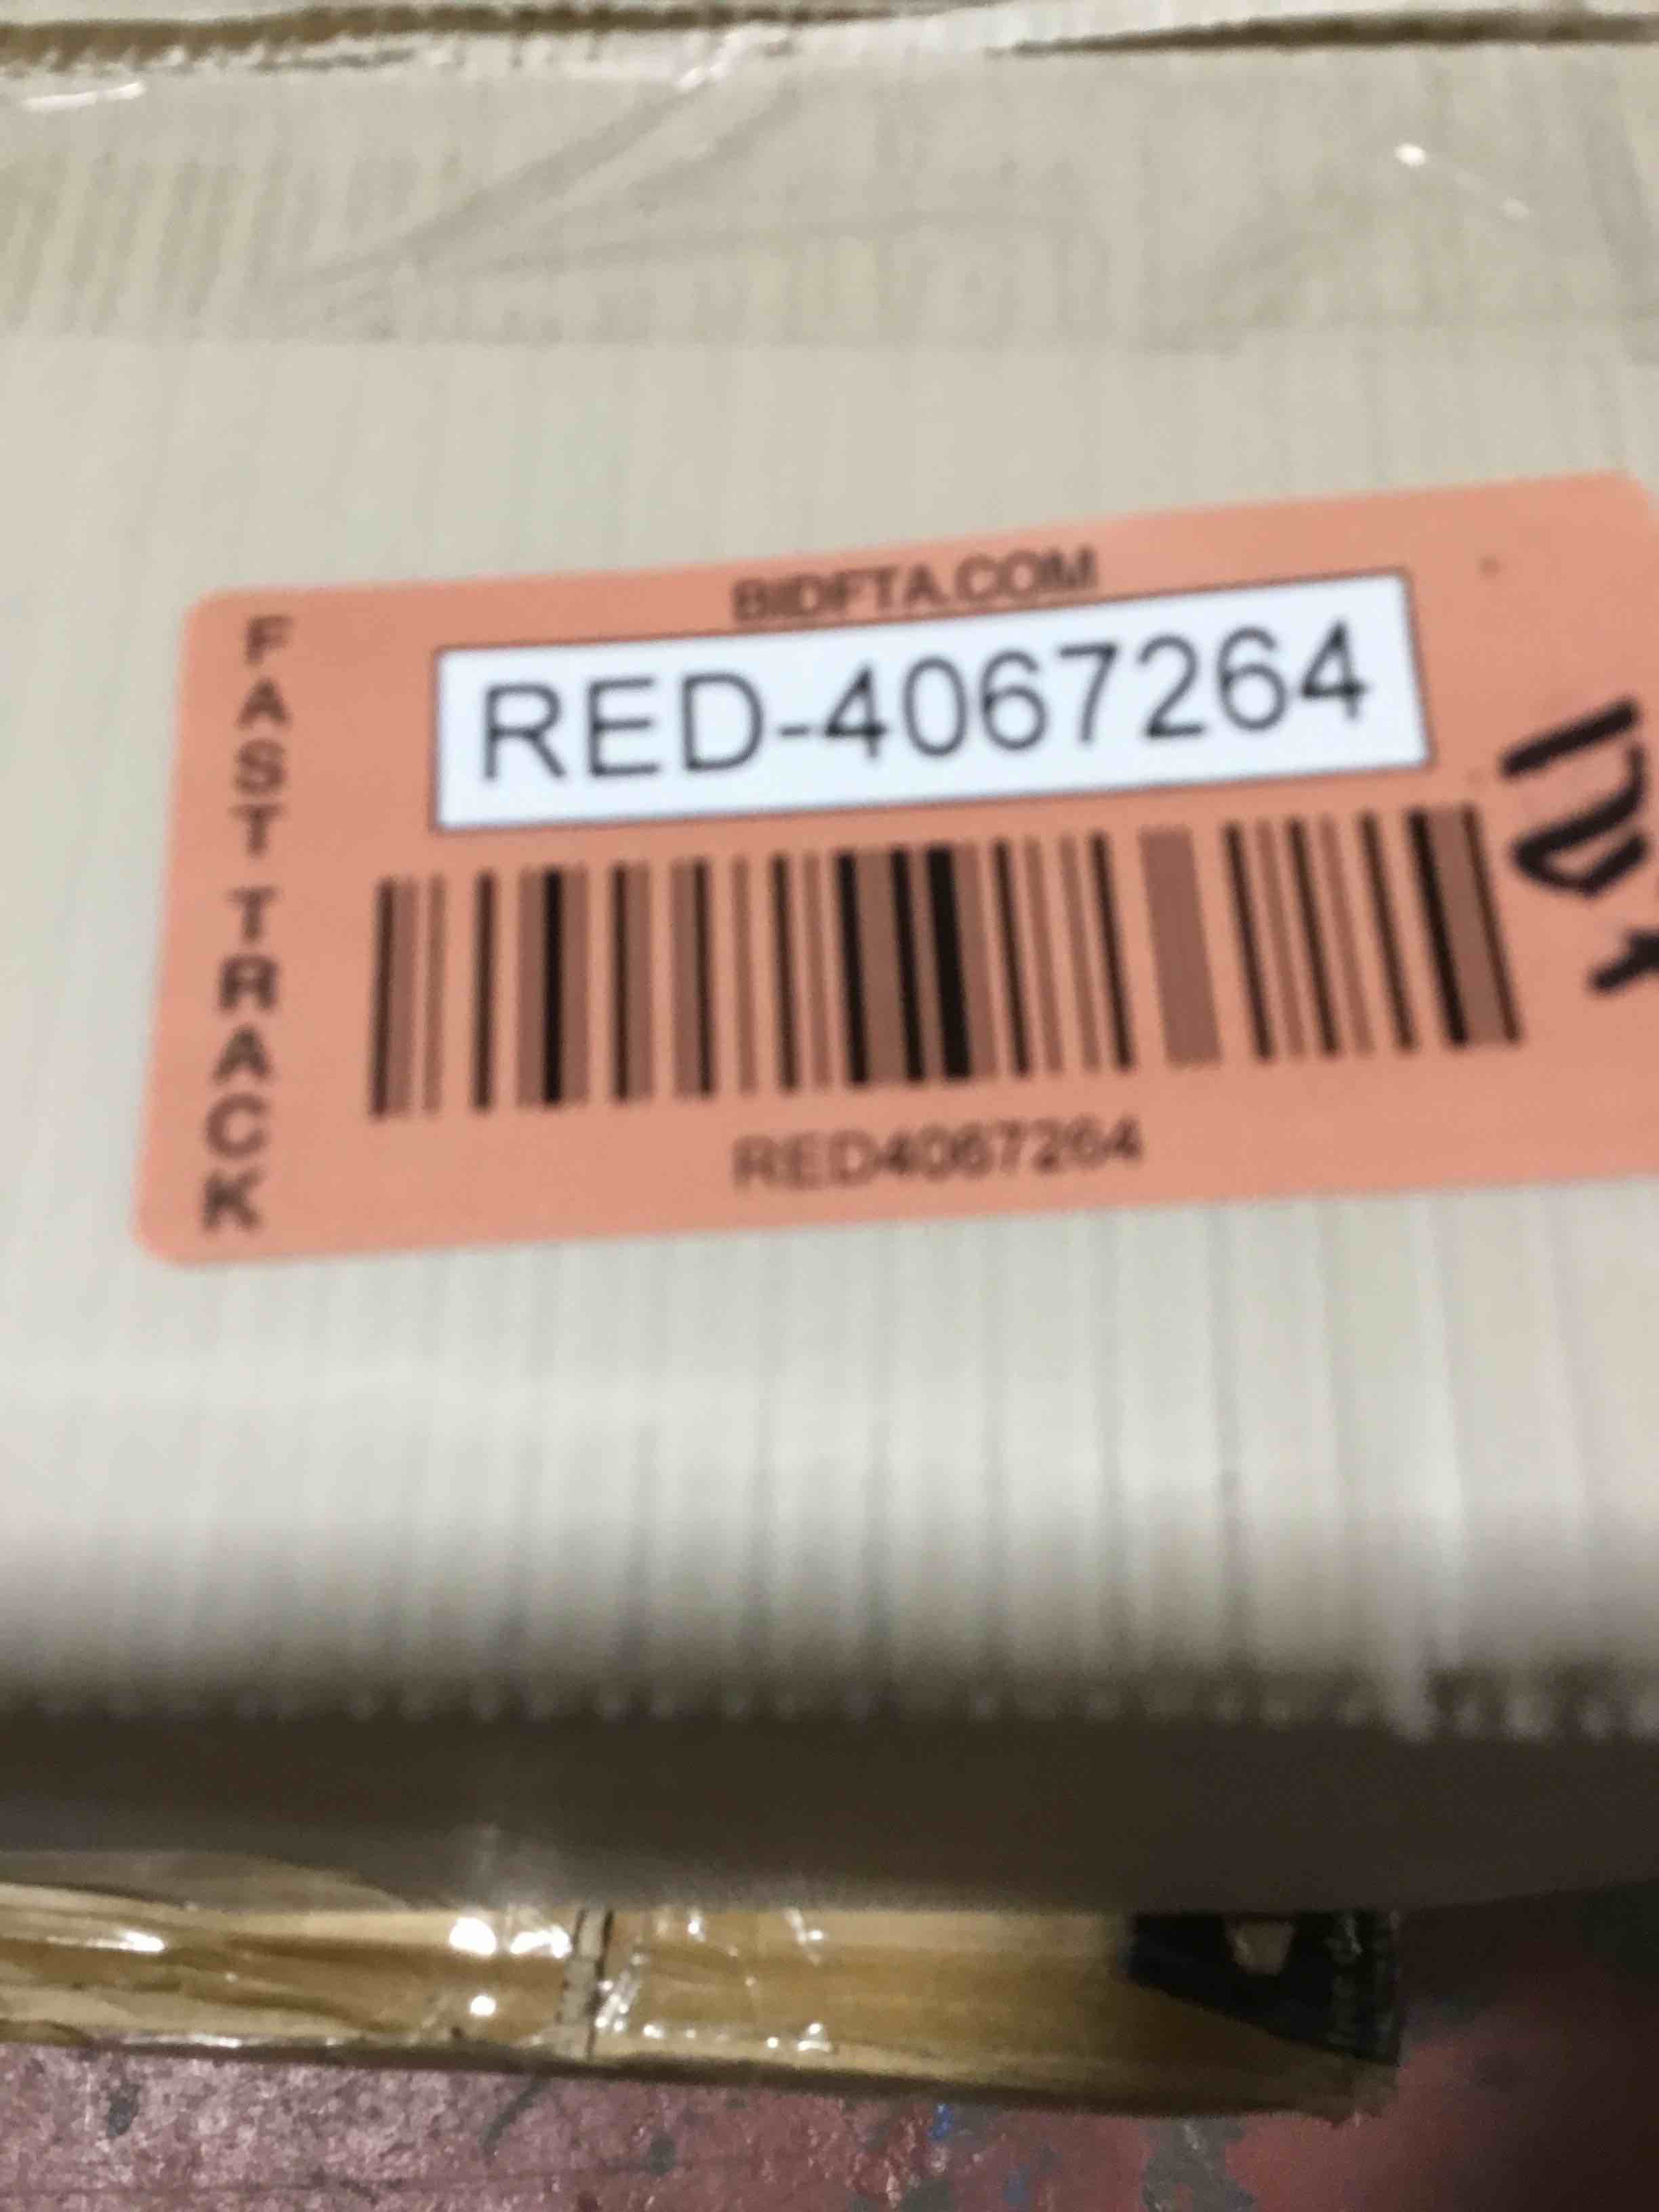 BIDFTA.COM
FAST TRACK
RED-4067264
RED4067264